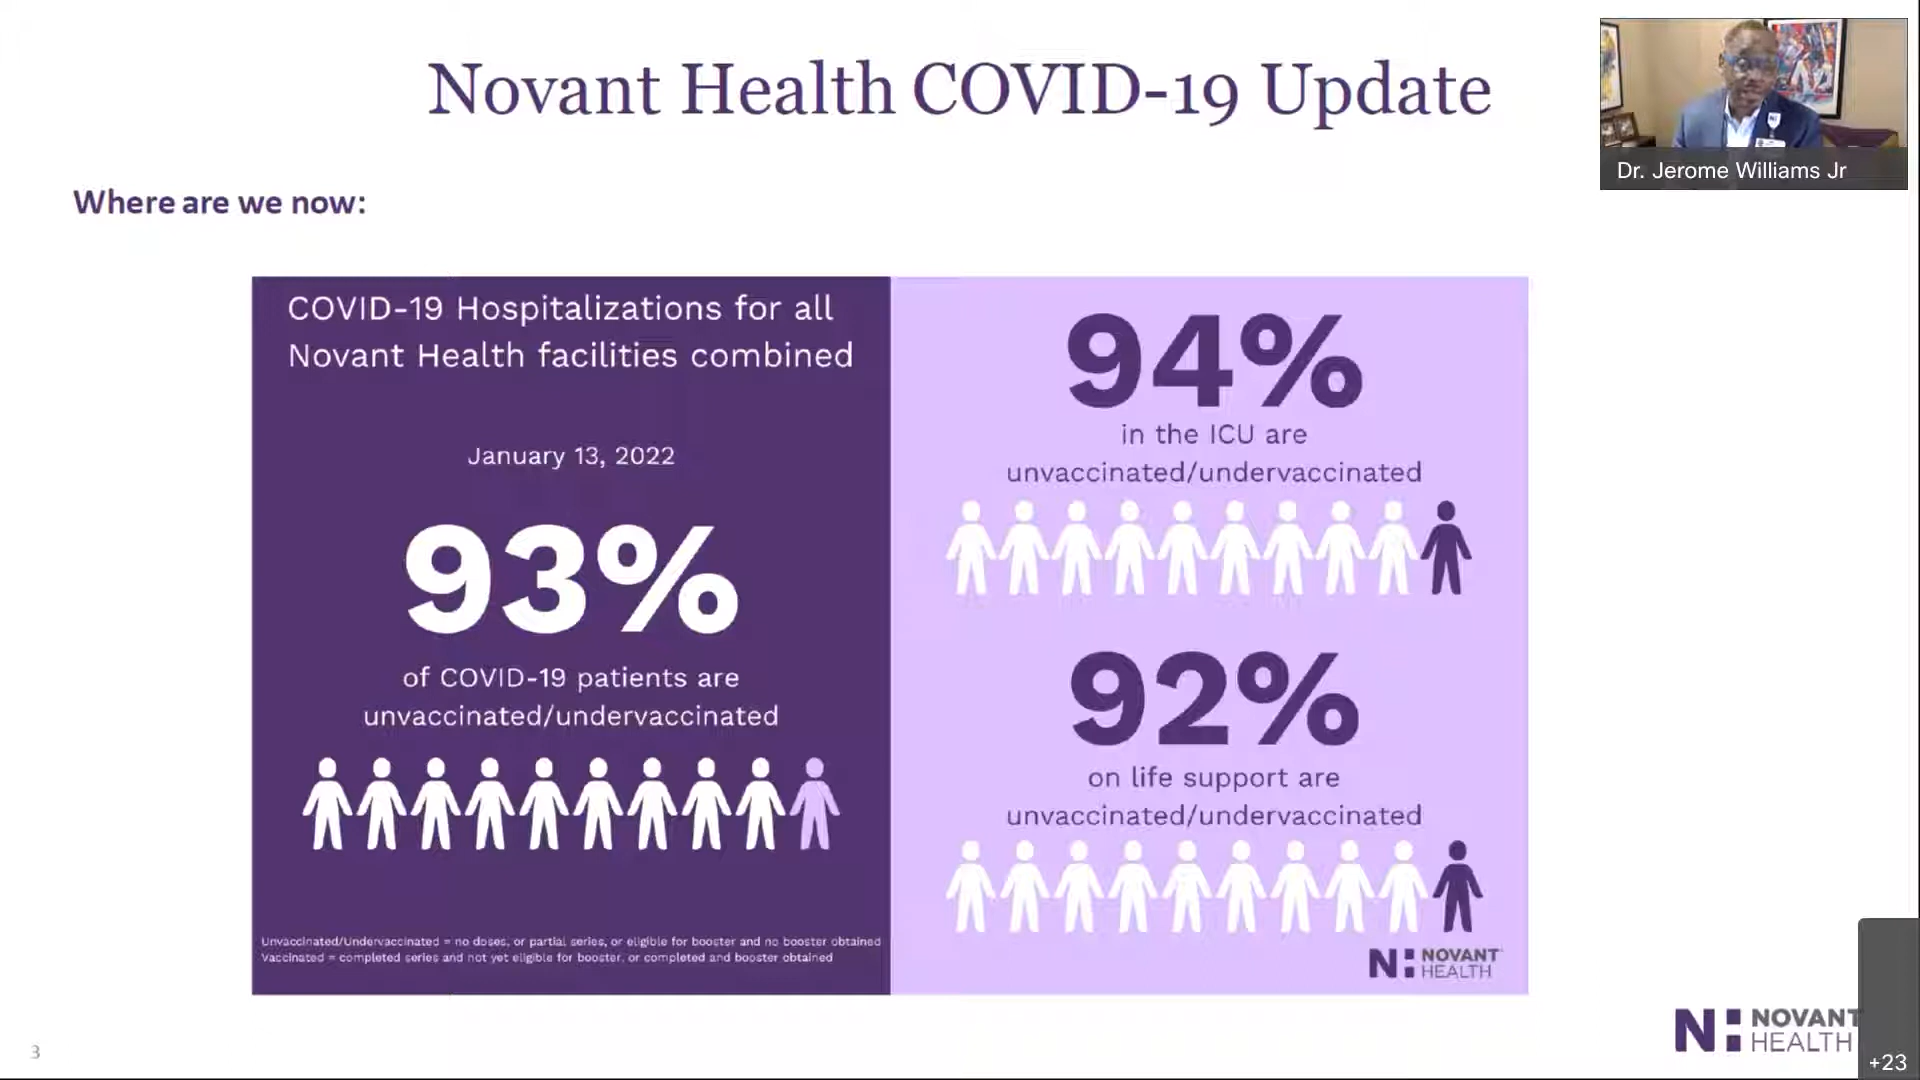 Novant Health COVID-19 Update
Dr. Jerome Williams Jr
Where are we now:
COVID-19 Hospitalizations for all
Novant Health facilities combined
January 13, 2022
93%
of COVID-19 patients are
unvaccinated/undervaccinated
Unvaccinated/Undervaccinated = no doses, or partial series, or eligible for booster and no booster obtained
Vaccinated = completed series and not yet eligible for booster, or completed and booster obtained
94%
in the ICU are
unvaccinated/undervaccinated
92%
on life support are
unvaccinated/undervaccinated
N NOVANT
HEALTH
N NOVANT
HEALTH
3
+23